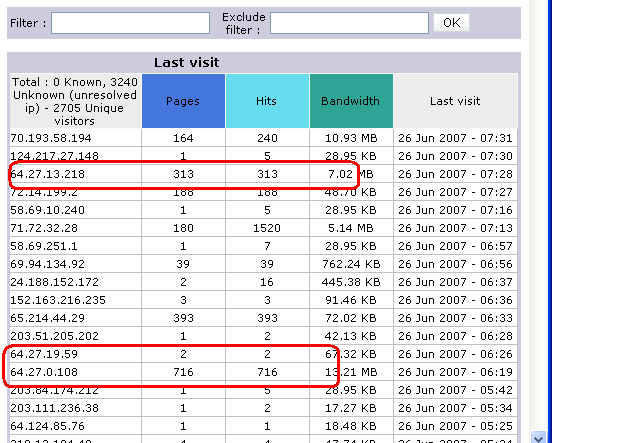 Filter : Exclude filter : OK
Last visit
Total : 0 Known, 3240 Unknown (unresolved ip) - 2705 Unique visitors Pages Hits Bandwidth Last visit
70.193.58.194 164 240 10.93 MB 26 Jun 2007 - 07:31
124.217.27.148 1 5 28.95 KB 26 Jun 2007 - 07:30
64.27.13.218 313 313 7.02 MB 26 Jun 2007 - 07:28
72.14.199.2 188 188 48.70 KB 26 Jun 2007 - 07:27
58.69.10.240 1 5 28.95 KB 26 Jun 2007 - 07:16
71.72.32.28 180 1520 5.14 MB 26 Jun 2007 - 07:13
58.69.251.1 1 7 28.95 KB 26 Jun 2007 - 06:57
69.94.134.92 39 39 762.24 KB 26 Jun 2007 - 06:56
24.188.152.172 2 16 445.38 KB 26 Jun 2007 - 06:37
152.163.216.235 3 3 91.46 KB 26 Jun 2007 - 06:36
65.214.44.29 393 393 72.02 KB 26 Jun 2007 - 06:33
203.51.205.202 1 2 42.13 KB 26 Jun 2007 - 06:28
64.27.19.59 2 2 67.32 KB 26 Jun 2007 - 06:26
64.27.0.108 716 716 13.21 MB 26 Jun 2007 - 06:19
203.84.174.212 1 5 28.95 KB 26 Jun 2007 - 05:42
203.111.236.38 1 2 17.27 KB 26 Jun 2007 - 05:34
64.124.85.76 1 1 18.48 KB 26 Jun 2007 - 05:25